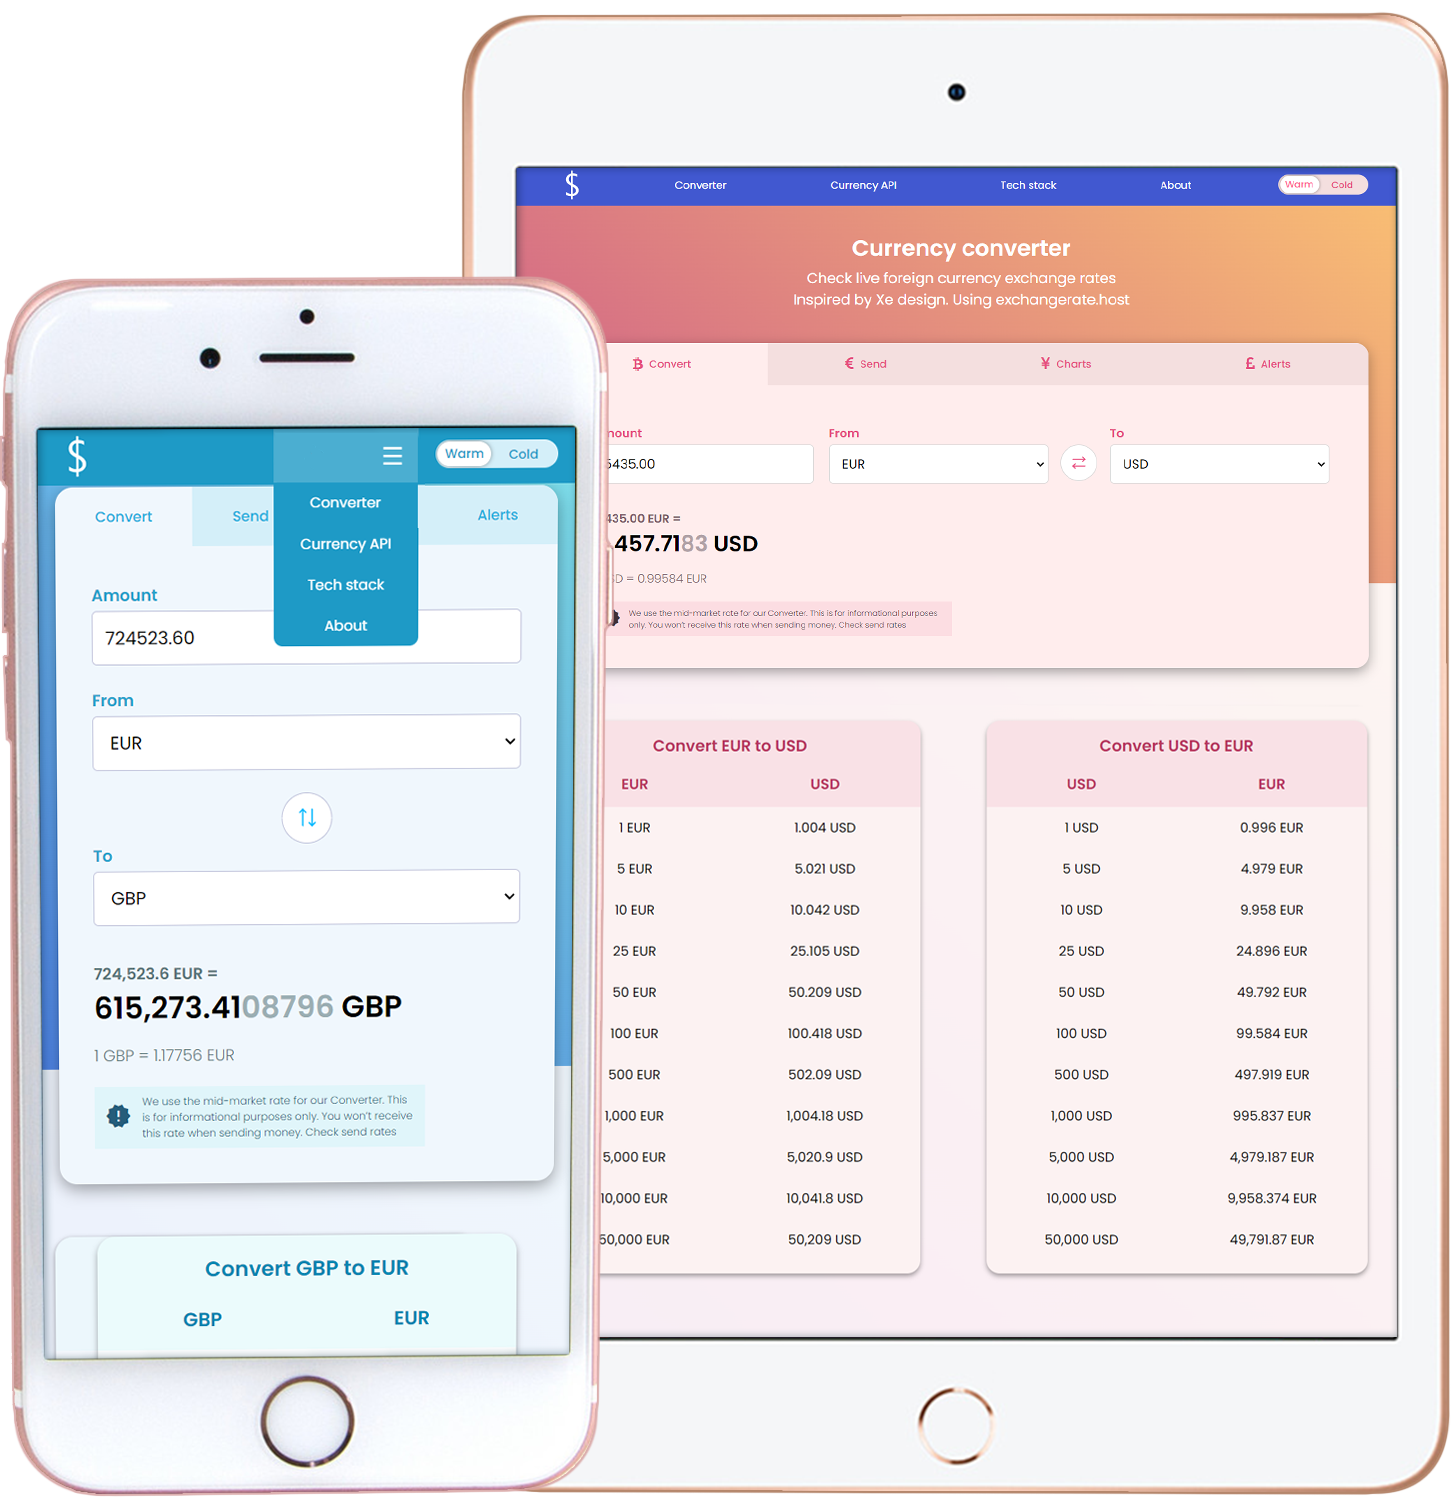 $
Warm Cold
Converter
Currency API
Tech stack
About
Convert Send Alerts
Amount
724523.60
From
EUR
To
GBP
724,523.6 EUR =
615,273.4108796 GBP
1 GBP = 1.17756 EUR
We use the mid-market rate for our Converter. This
is for informational purposes only. You won't receive
this rate when sending money. Check send rates
Convert GBP to EUR
GBP EUR
$ Converter Currency API Tech stack About Warm Cold
Currency converter
Check live foreign currency exchange rates
Inspired by Xe design. Using exchangerate.host
₿ Convert € Send ¥ Charts £ Alerts
From To
EUR USD
EUR =
457.7183 USD
= 0.99584 EUR
We use the mid-market rate for our Converter. This is for informational purposes
only. You won't receive this rate when sending money. Check send rates
Convert EUR to USD
EUR USD
1 EUR 1.004 USD
5 EUR 5.021 USD
10 EUR 10.042 USD
25 EUR 25.105 USD
50 EUR 50.209 USD
100 EUR 100.418 USD
500 EUR 502.09 USD
1,000 EUR 1,004.18 USD
5,000 EUR 5,020.9 USD
10,000 EUR 10,041.8 USD
50,000 EUR 50,209 USD
Convert USD to EUR
USD EUR
1 USD 0.996 EUR
5 USD 4.979 EUR
10 USD 9.958 EUR
25 USD 24.896 EUR
50 USD 49.792 EUR
100 USD 99.584 EUR
500 USD 497.919 EUR
1,000 USD 995.837 EUR
5,000 USD 4,979.187 EUR
10,000 USD 9,958.374 EUR
50,000 USD 49,791.87 EUR